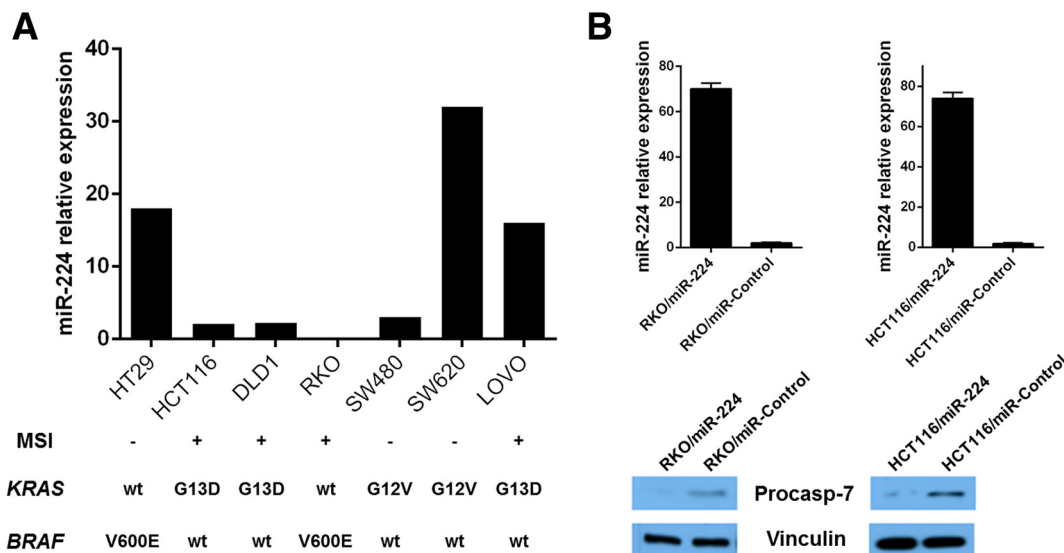 A
miR-224 relative expression
40
30
20
10
0
HT29 HCT116 DLD1 RKO SW480 SW620 LOVO
MSI - + + + - - +
KRAS wt G13D G13D wt G12V G12V G13D
BRAF V600E wt wt V600E wt wt wt
B
miR-224 relative expression
80
60
40
20
0
RKO/miR-224 RKO/miR-Control
miR-224 relative expression
80
60
40
20
0
HCT116/miR-224 HCT116/miR-Control
RKO/miR-224 RKO/miR-Control HCT116/miR-224 HCT116/miR-Control
Procasp-7
Vinculin